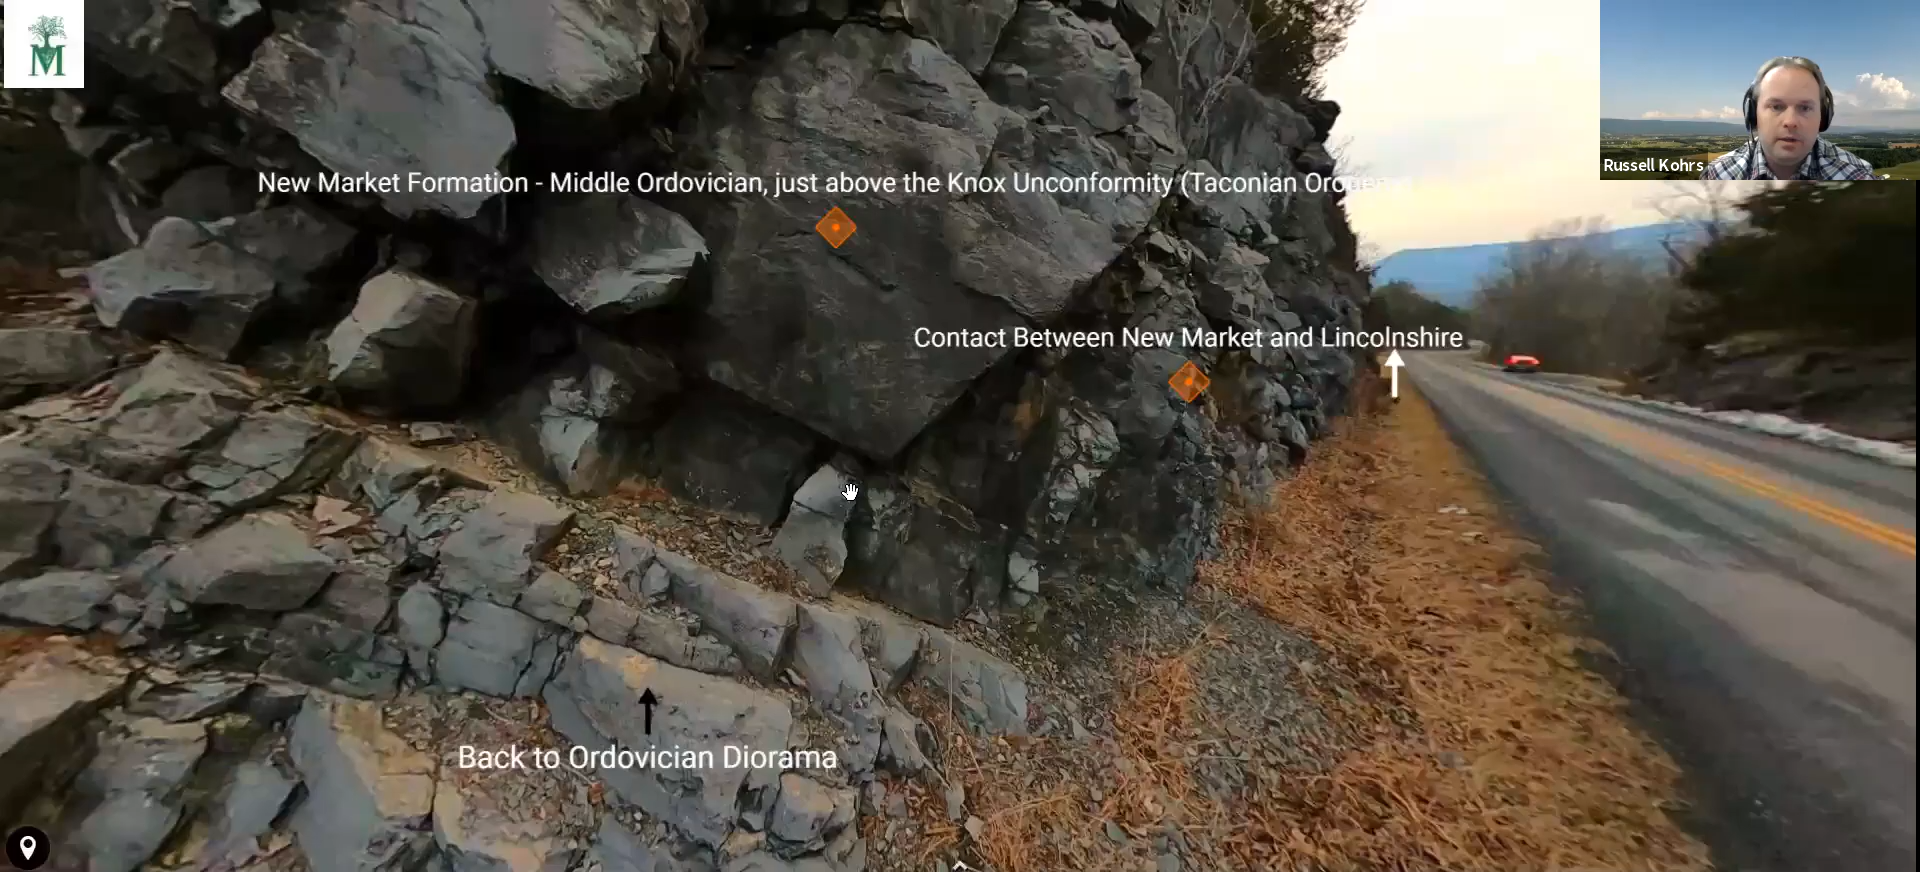 M
Russell Kohrs
New Market Formation - Middle Ordovician, just above the Knox Unconformity (Taconian
Contact Between New Market and Lincolnshire
Back to Ordovician Diorama